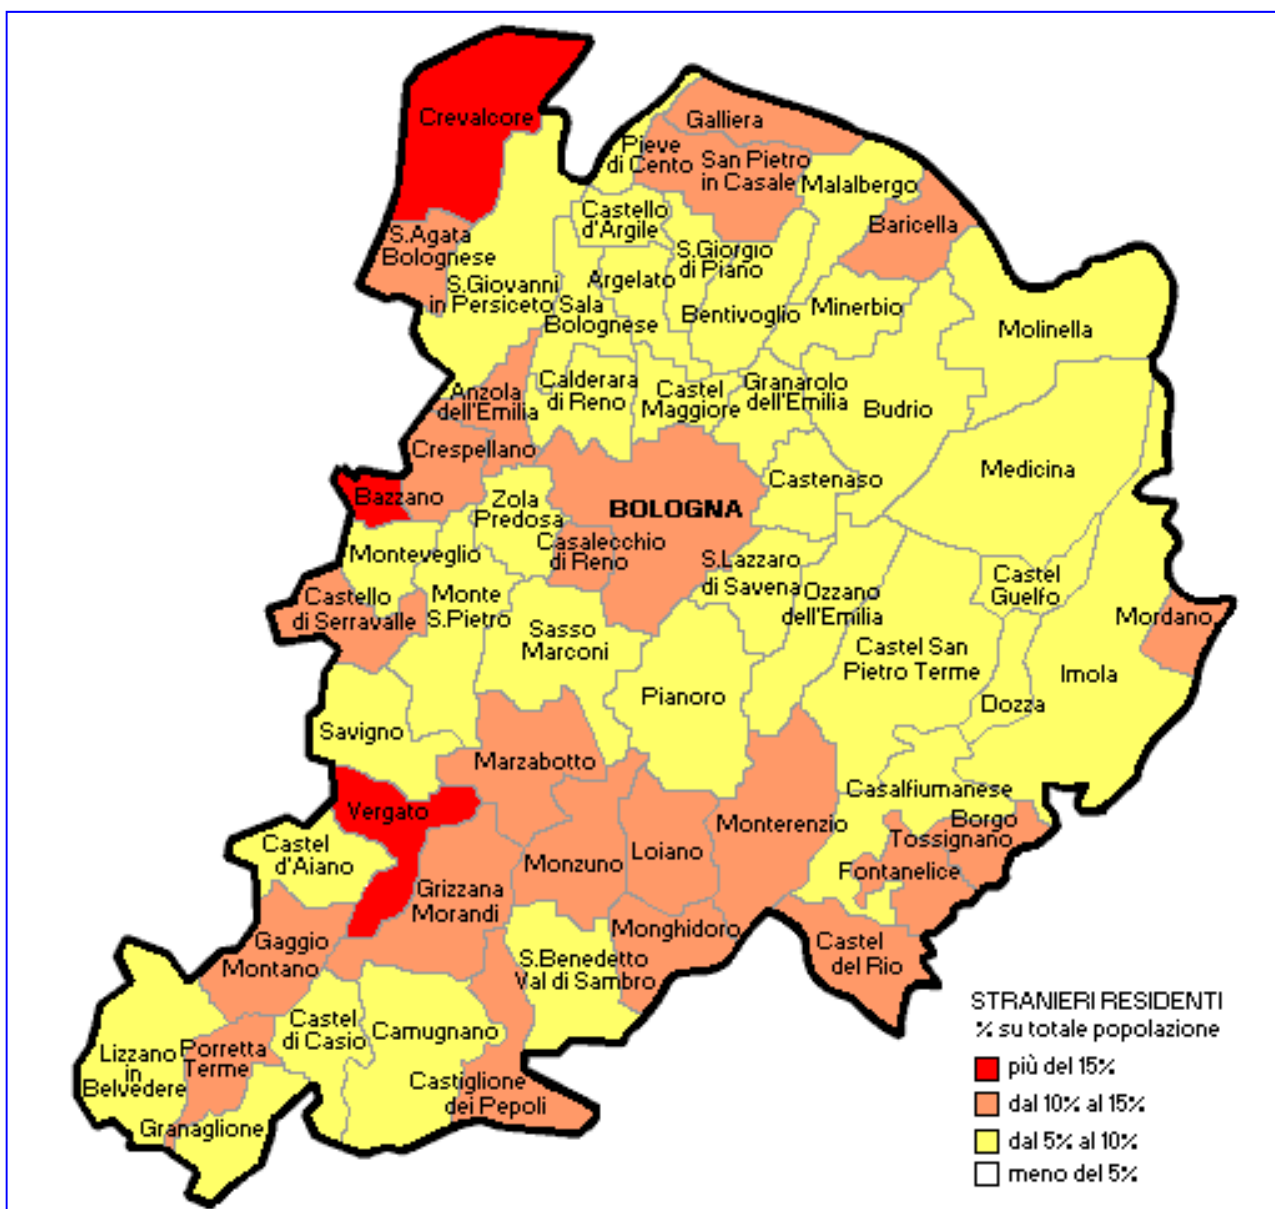 Crevalcore
Galliera
Pieve
di Cento
San Pietro
in Casale
Malalbergo
Baricella
S.Agata
Bolognese
Castello
d'Argile
S.Giorgio
di Piano
S.Giovanni
in Persiceto
Argelato
Sala
Bolognese
Bentivoglio
Minerbio
Molinella
Anzola
dell'Emilia
Calderara
di Reno
Castel
Maggiore
Granarolo
dell'Emilia
Budrio
Crespellano
Medicina
Bazzano
Zola
Predosa
BOLOGNA
Castenaso
Monteveglio
Casalecchio
di Reno
S.Lazzaro
di Savena
Ozzano
dell'Emilia
Castel
Guelfo
Castello
di Serravalle
Monte
S.Pietro
Sasso
Marconi
Castel San
Pietro Terme
Mordano
Imola
Pianoro
Dozza
Savigno
Marzabotto
Casalfiumanese
Vergato
Monterenzio
Borgo
Tossignano
Castel
d'Aiano
Monzuno
Loiano
Fontanelice
Grizzana
Morandi
Gaggio
Montano
Monghidoro
S.Benedetto
Val di Sambro
Castel
del Rio
Castel
di Casio
Camugnano
Lizzano
in
Belvedere
Porretta
Terme
Castiglione
dei Pepoli
Granaglione
STRANIERI RESIDENTI
% su totale popolazione
più del 15%
dal 10% al 15%
dal 5% al 10%
meno del 5%